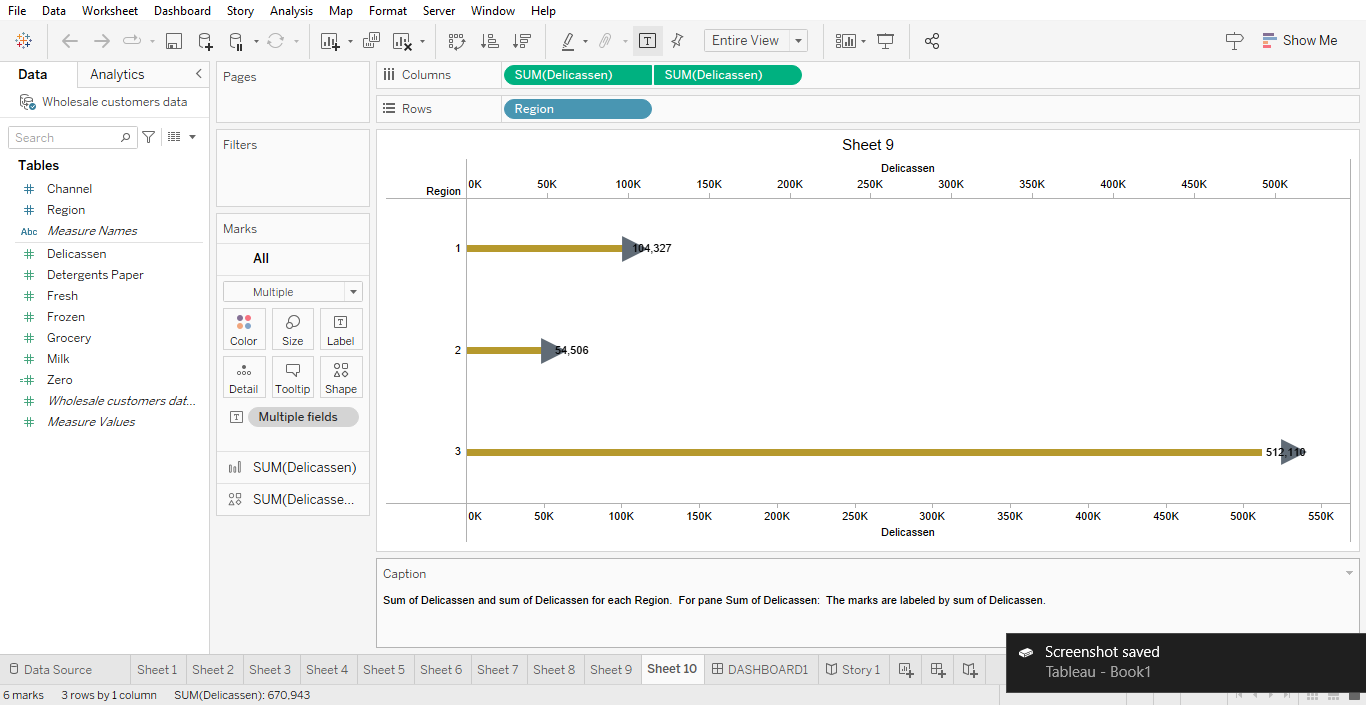 File Data Worksheet Dashboard Story Analysis Map Format Server Window Help
Entire View
Show Me
Data Analytics
Wholesale customers data
Search
Tables
Channel
Region
Abc Measure Names
Delicassen
Detergents Paper
Fresh
Frozen
Grocery
Milk
Zero
Wholesale customers dat...
Measure Values
Pages
Filters
Marks
All
Multiple
Color Size Label
Detail Tooltip Shape
Multiple fields
SUM(Delicassen)
SUM(Delicasse...
Columns SUM(Delicassen) SUM(Delicassen)
Rows Region
Sheet 9
Delicassen
Region 0K 50K 100K 150K 200K 250K 300K 350K 400K 450K 500K
1 104,327
2 54,506
3 512,110
0K 50K 100K 150K 200K 250K 300K 350K 400K 450K 500K 550K
Delicassen
Caption
Sum of Delicassen and sum of Delicassen for each Region. For pane Sum of Delicassen: The marks are labeled by sum of Delicassen.
Screenshot saved
Tableau - Book1
Data Source Sheet 1 Sheet 2 Sheet 3 Sheet 4 Sheet 5 Sheet 6 Sheet 7 Sheet 8 Sheet 9 Sheet 10 DASHBOARD1 Story 1
6 marks 3 rows by 1 column SUM(Delicassen): 670,943